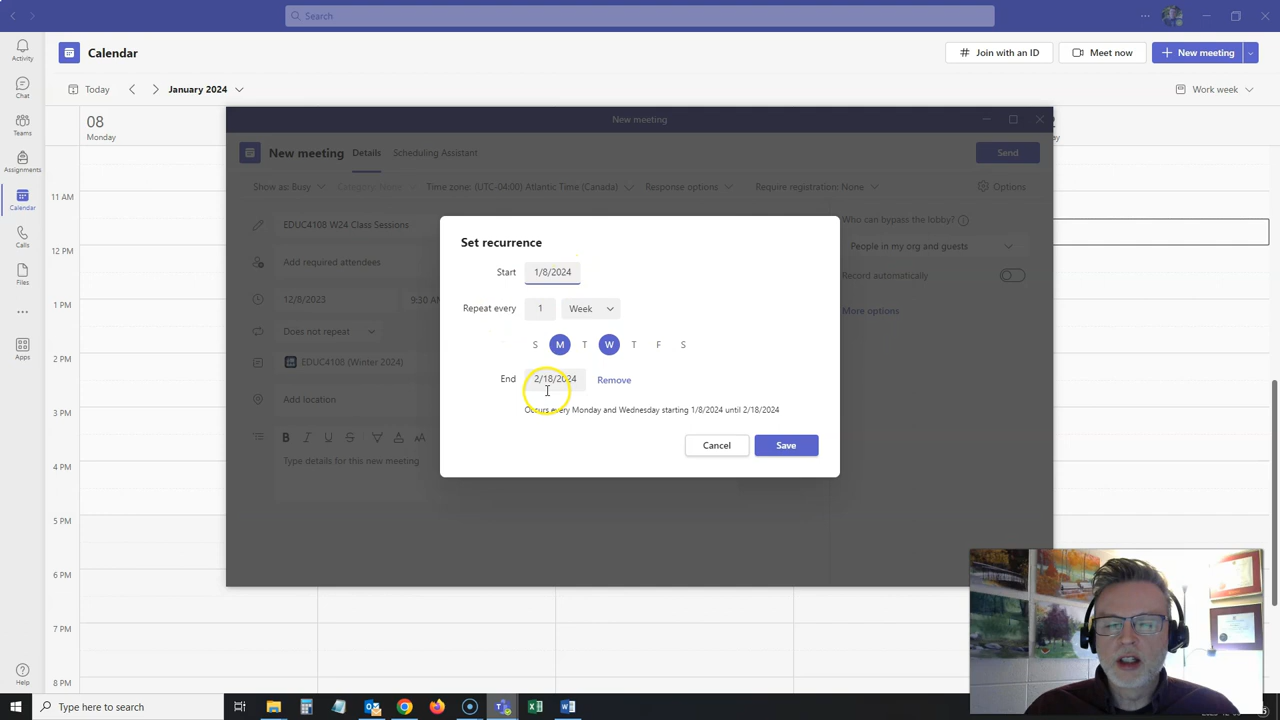 Search
Activity
Chat
Teams
Assignments
Calendar
Calls
Files
Apps
Help
Calendar
# Join with an ID
Meet now
+ New meeting
Today
January 2024
Work week
08
Monday
11 AM
12 PM
1 PM
2 PM
3 PM
4 PM
5 PM
6 PM
7 PM
8 PM
New meeting
New meeting
Details
Scheduling Assistant
Send
Show as: Busy
Category: None
Time zone: (UTC-04:00) Atlantic Time (Canada)
Response options
Require registration: None
Options
EDUC4108 W24 Class Sessions
Add required attendees
12/8/2023
9:30 AM
Does not repeat
EDUC4108 (Winter 2024)
Add location
B I U A AA
Type details for this new meeting
Who can bypass the lobby?
People in my org and guests
Record automatically
More options
Set recurrence
Start 1/8/2024
Repeat every 1 Week
S M T W T F S
End 2/18/2024 Remove
Occurs every Monday and Wednesday starting 1/8/2024 until 2/18/2024
Cancel
Save
Type here to search